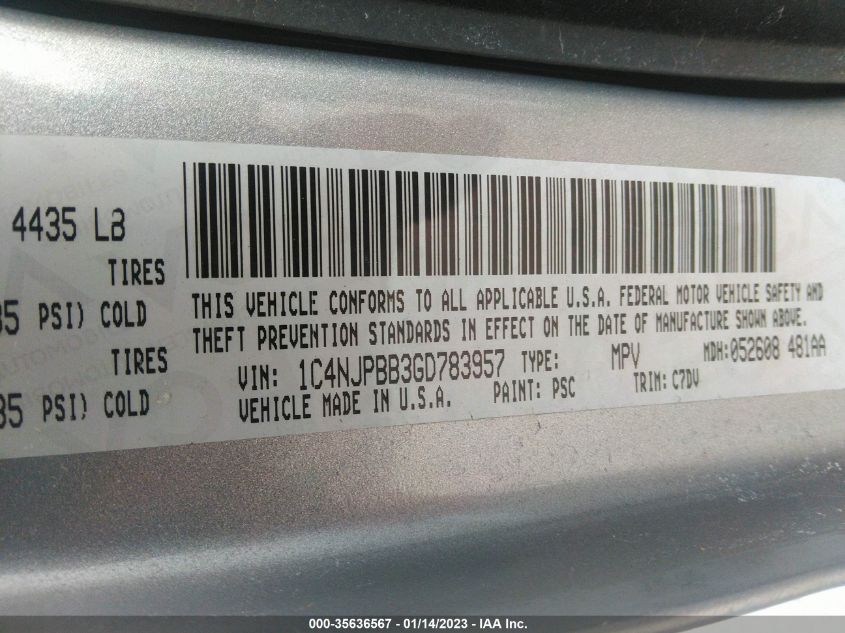 4435 LB
TIRES
35 PSI) COLD
TIRES
35 PSI) COLD
THIS VEHICLE CONFORMS TO ALL APPLICABLE U.S.A. FEDERAL MOTOR VEHICLE SAFETY AND
THEFT PREVENTION STANDARDS IN EFFECT ON THE DATE OF MANUFACTURE SHOWN ABOVE.
VIN: 1C4NJPBB3GD783957 TYPE: MPV MDH:052608 481AA
VEHICLE MADE IN U.S.A. PAINT: PSC TRIM: C7DV
000-35636567 - 01/14/2023 - IAA Inc.